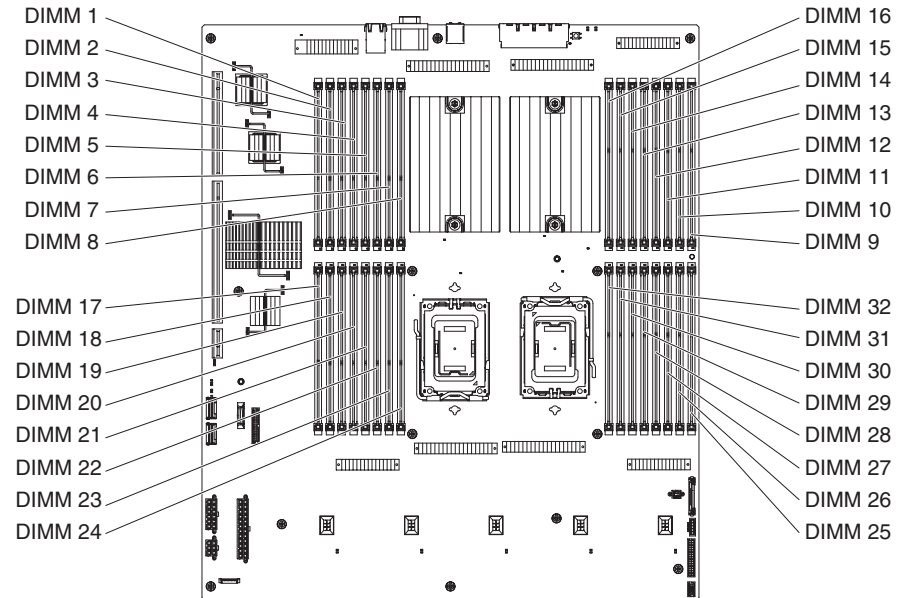 DIMM 1
DIMM 2
DIMM 3
DIMM 4
DIMM 5
DIMM 6
DIMM 7
DIMM 8
DIMM 16
DIMM 15
DIMM 14
DIMM 13
DIMM 12
DIMM 11
DIMM 10
DIMM 9
DIMM 17
DIMM 18
DIMM 19
DIMM 20
DIMM 21
DIMM 22
DIMM 23
DIMM 24
DIMM 32
DIMM 31
DIMM 30
DIMM 29
DIMM 28
DIMM 27
DIMM 26
DIMM 25